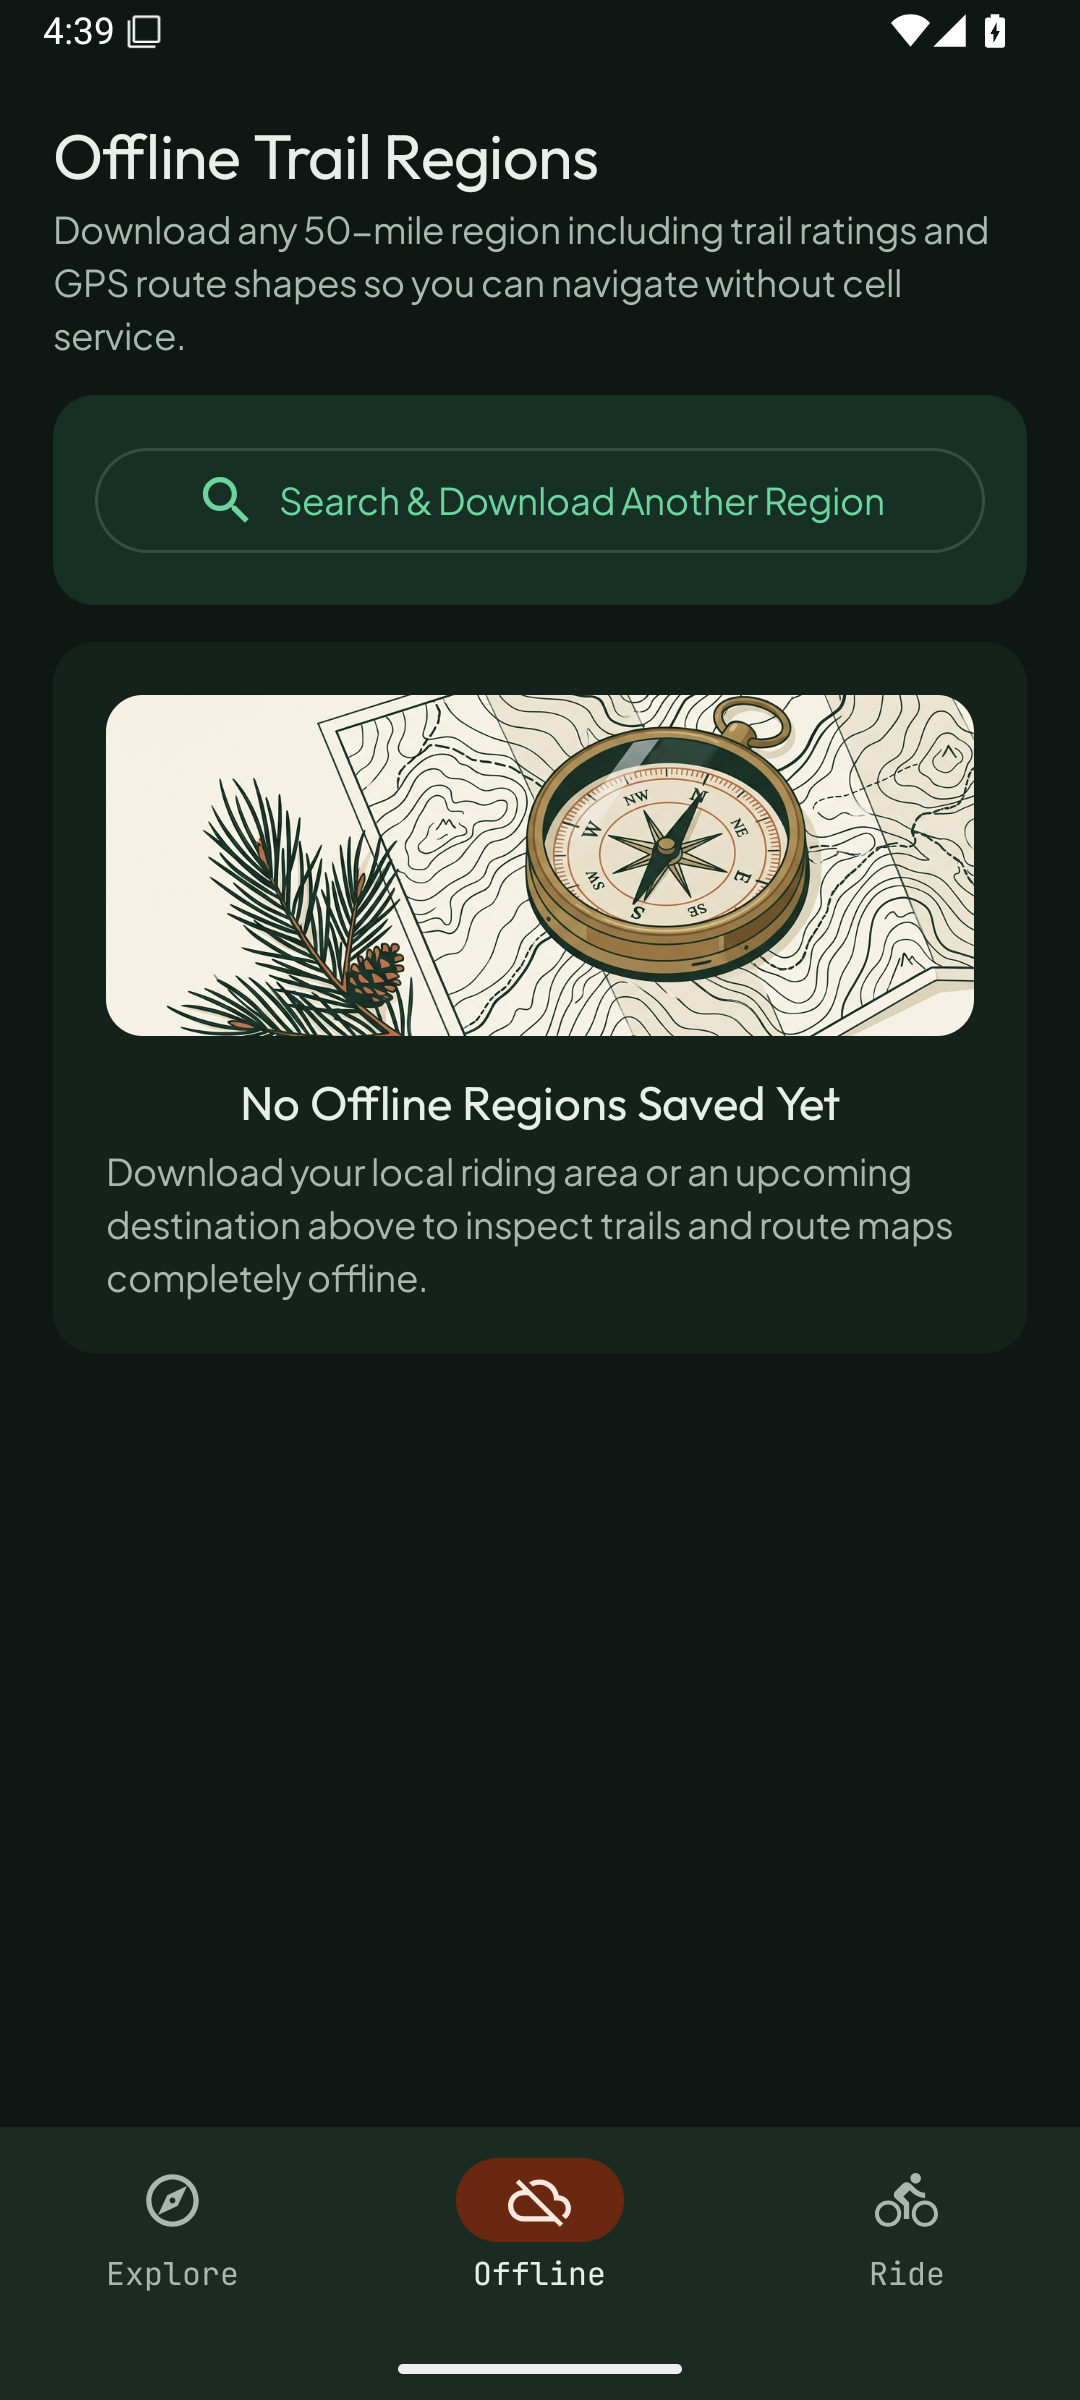 4:39
Offline Trail Regions
Download any 50-mile region including trail ratings and
GPS route shapes so you can navigate without cell
service.
Search & Download Another Region
N
NW
NE
W
E
SW
SE
S
No Offline Regions Saved Yet
Download your local riding area or an upcoming
destination above to inspect trails and route maps
completely offline.
Explore
Offline
Ride